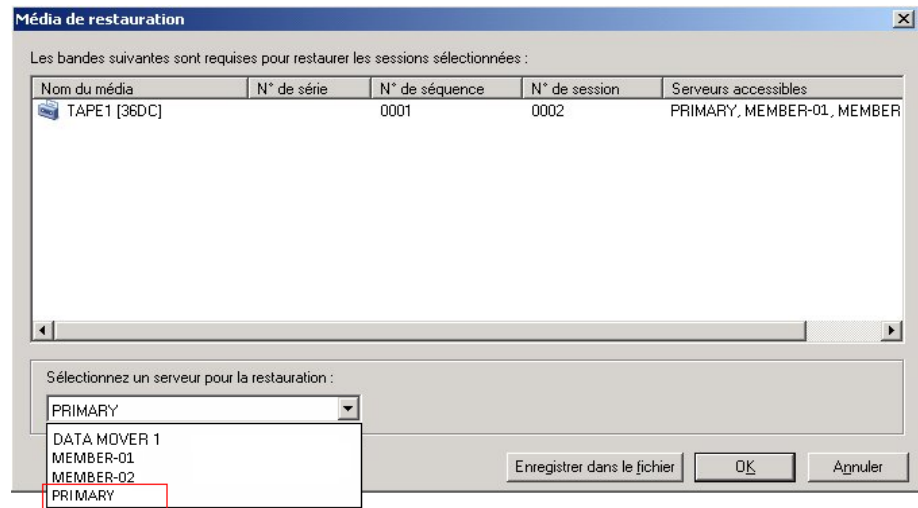 Média de restauration
Les bandes suivantes sont requises pour restaurer les sessions sélectionnées :
Nom du média N° de série N° de séquence N° de session Serveurs accessibles
TAPE1 [36DC] 0001 0002 PRIMARY, MEMBER-01, MEMBER
Sélectionnez un serveur pour la restauration :
PRIMARY
DATA MOVER 1
MEMBER-01
MEMBER-02
PRIMARY
Enregistrer dans le fichier OK Annuler